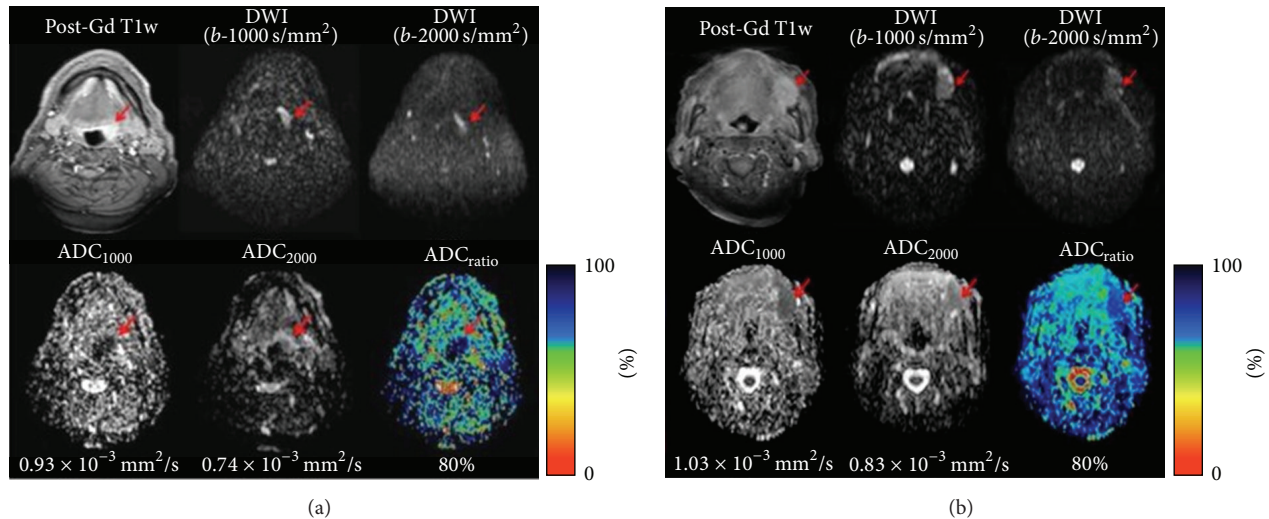 Post-Gd T1w
DWI
(b-1000 s/mm²)
DWI
(b-2000 s/mm²)
ADC₁₀₀₀
ADC₂₀₀₀
ADCratio
0.93 × 10⁻³ mm²/s
0.74 × 10⁻³ mm²/s
80%
100
(%)
0
(a)
Post-Gd T1w
DWI
(b-1000 s/mm²)
DWI
(b-2000 s/mm²)
ADC₁₀₀₀
ADC₂₀₀₀
ADCratio
1.03 × 10⁻³ mm²/s
0.83 × 10⁻³ mm²/s
80%
100
(%)
0
(b)